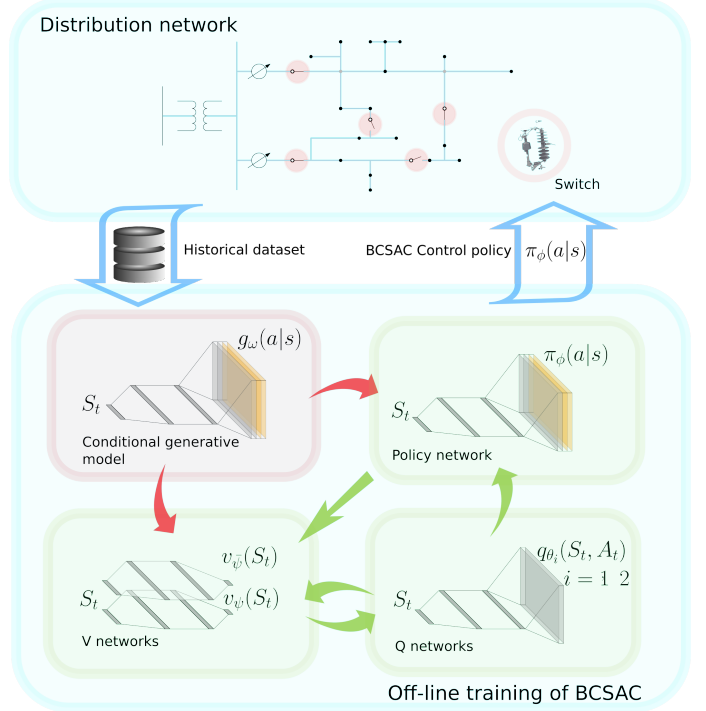 Distribution network
Switch
Historical dataset
BCSAC Control policy π_ϕ(a|s)
g_ω(a|s)
S_t
Conditional generative
model
π_ϕ(a|s)
S_t
Policy network
v_ψ̄(S_t)
S_t
v_ψ(S_t)
V networks
q_θ_i(S_t, A_t)
i = 1 2
S_t
Q networks
Off-line training of BCSAC